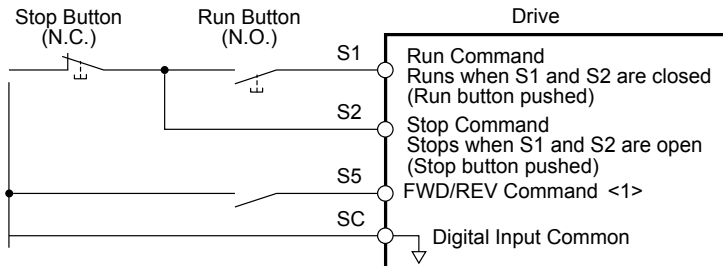 Stop Button
(N.C.)
Run Button
(N.O.)
Drive
S1
Run Command
Runs when S1 and S2 are closed
(Run button pushed)
S2
Stop Command
Stops when S1 and S2 are open
(Stop button pushed)
S5
FWD/REV Command <1>
SC
Digital Input Common